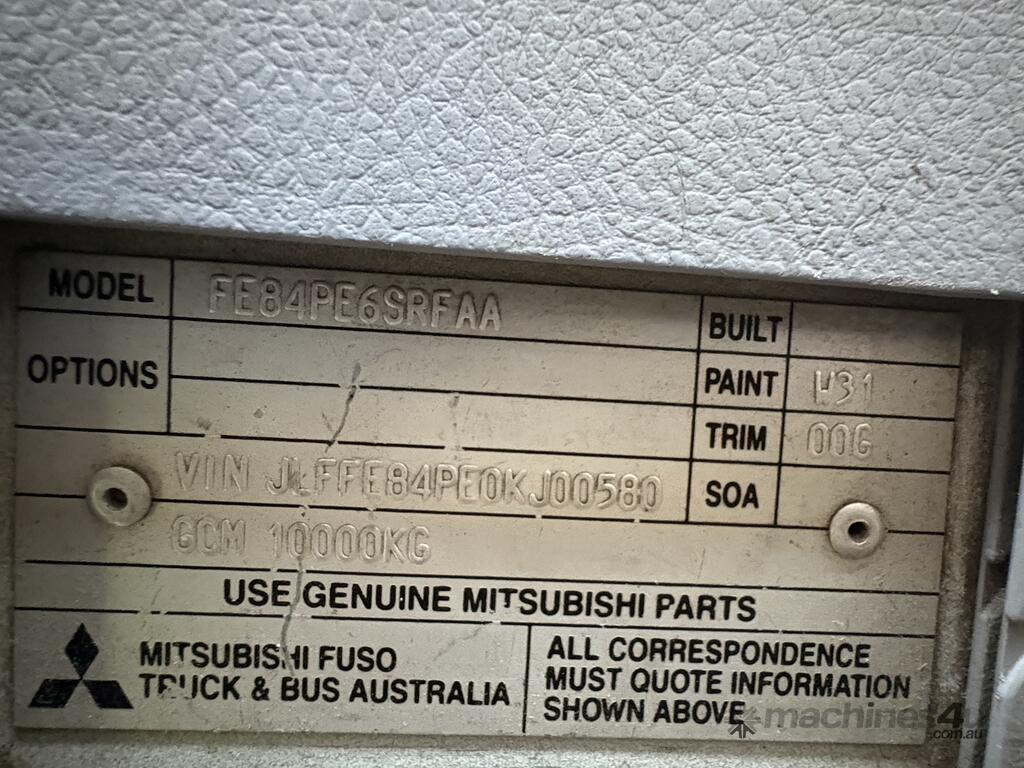 MODEL FE84PE6SRFAA BUILT
OPTIONS PAINT W31
TRIM 00G
VIN JLFFE84PE0KJ00580 SOA
GCM 10000KG
USE GENUINE MITSUBISHI PARTS
MITSUBISHI FUSO
TRUCK & BUS AUSTRALIA
ALL CORRESPONDENCE
MUST QUOTE INFORMATION
SHOWN ABOVE
machines4u
.com.au